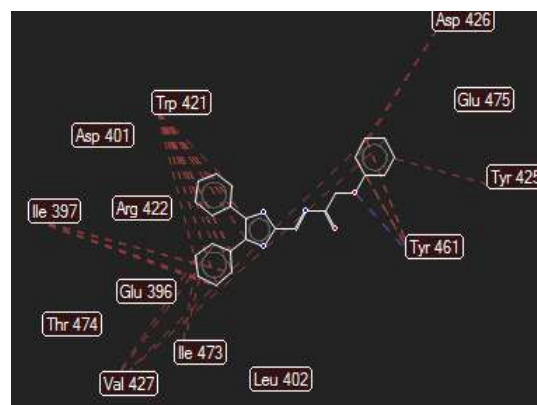 Asp 426
Glu 475
Trp 421
Asp 401
Tyr 425
Ile 397
Arg 422
Tyr 461
Glu 396
Thr 474
Ile 473
Val 427
Leu 402